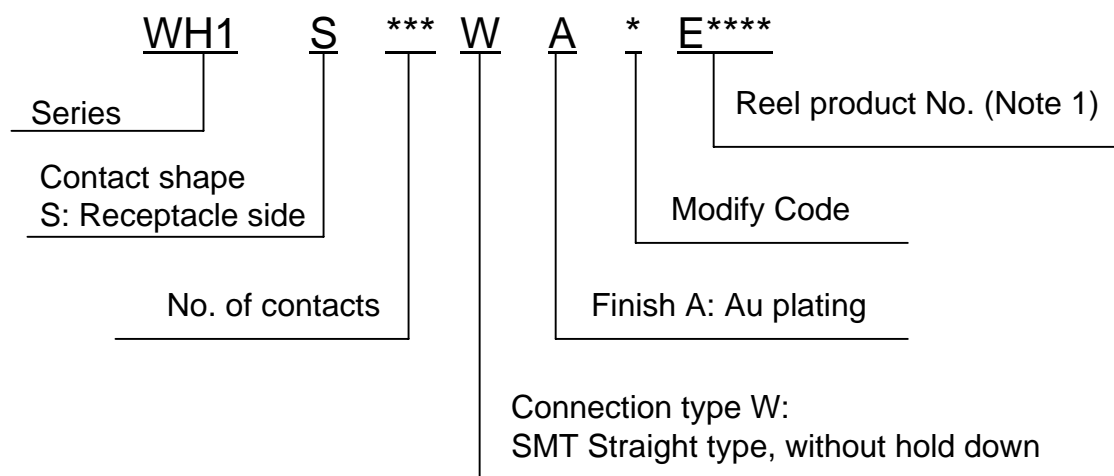 WH1 S *** W A * E****
Reel product No. (Note 1)
Series
Contact shape
S: Receptacle side
Modify Code
No. of contacts
Finish A: Au plating
Connection type W:
SMT Straight type, without hold down